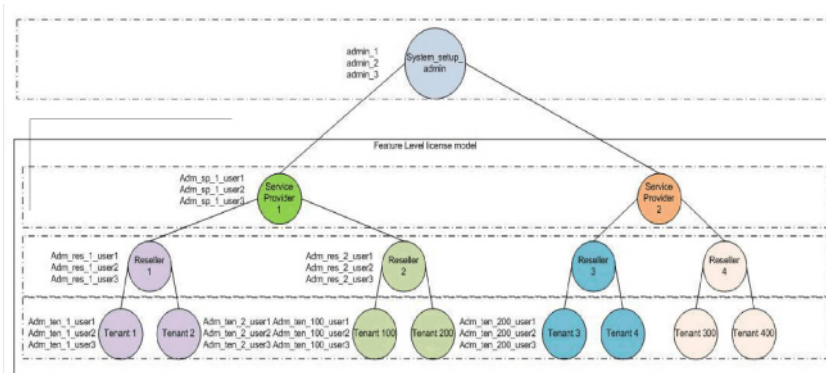 admin_1
admin_2
admin_3
System_setup_
admin
Feature Level license model
Adm_sp_1_user1
Adm_sp_1_user2
Adm_sp_1_user3
Service
Provider
1
Service
Provider
2
Adm_res_1_user1
Adm_res_1_user2
Adm_res_1_user3
Reseller
1
Adm_res_2_user1
Adm_res_2_user2
Adm_res_2_user3
Reseller
2
Reseller
3
Reseller
4
Adm_ten_1_user1
Adm_ten_1_user2
Adm_ten_1_user3
Tenant 1
Tenant 2
Adm_ten_2_user1
Adm_ten_2_user2
Adm_ten_2_user3
Adm_ten_100_user1
Adm_ten_100_user2
Adm_ten_100_user3
Tenant 100
Tenant 200
Adm_ten_200_user1
Adm_ten_200_user2
Adm_ten_200_user3
Tenant 3
Tenant 4
Tenant 300
Tenant 400